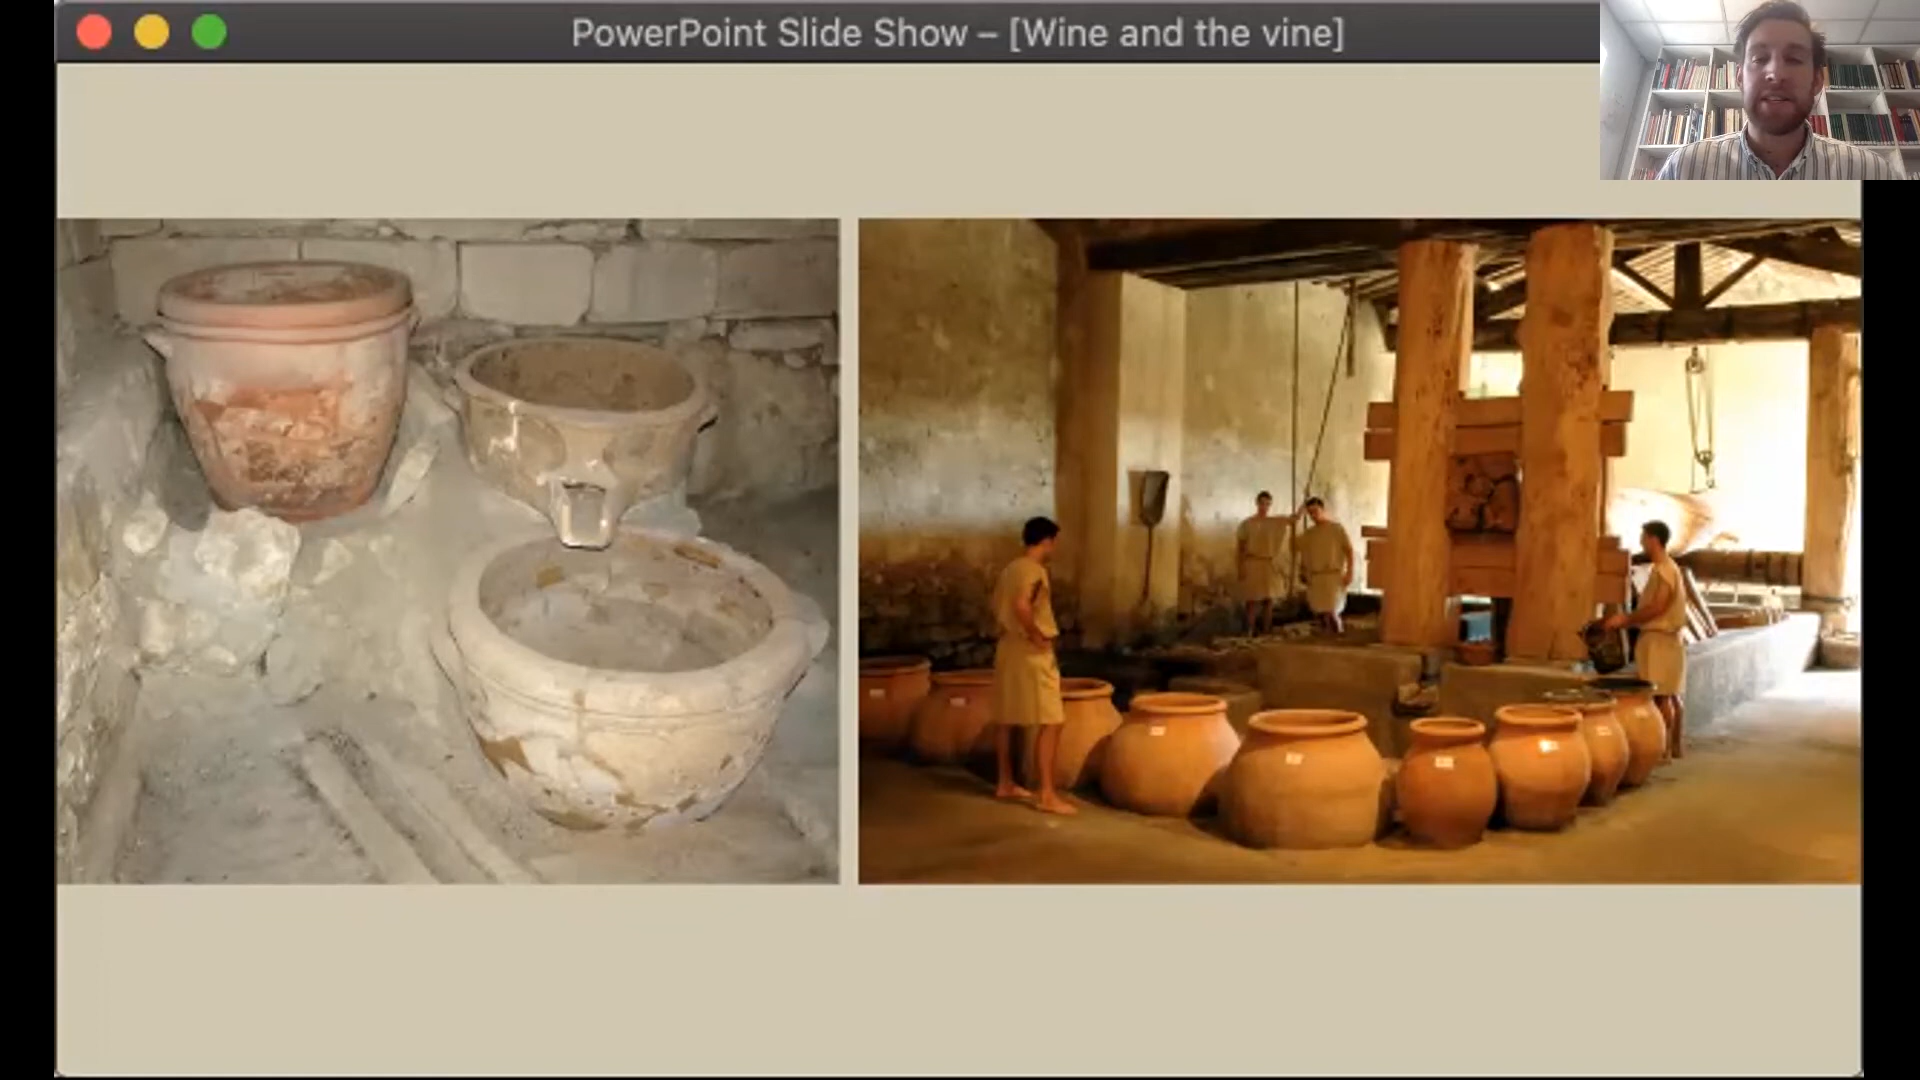 PowerPoint Slide Show – [Wine and the vine]